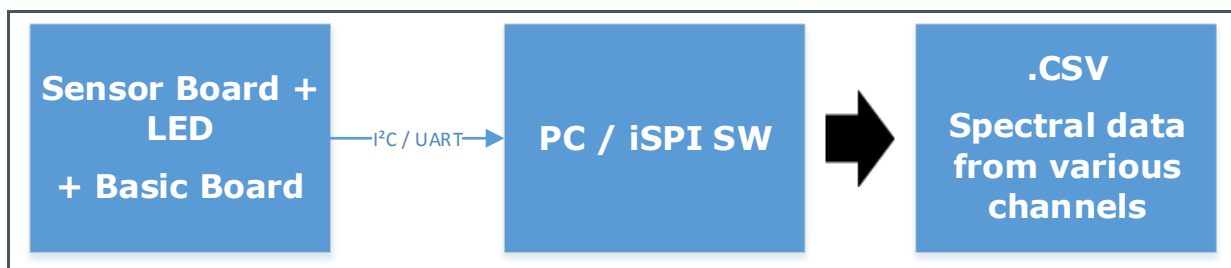 Sensor Board +
LED
+ Basic Board
I²C / UART
PC / iSPI SW
.CSV
Spectral data
from various
channels